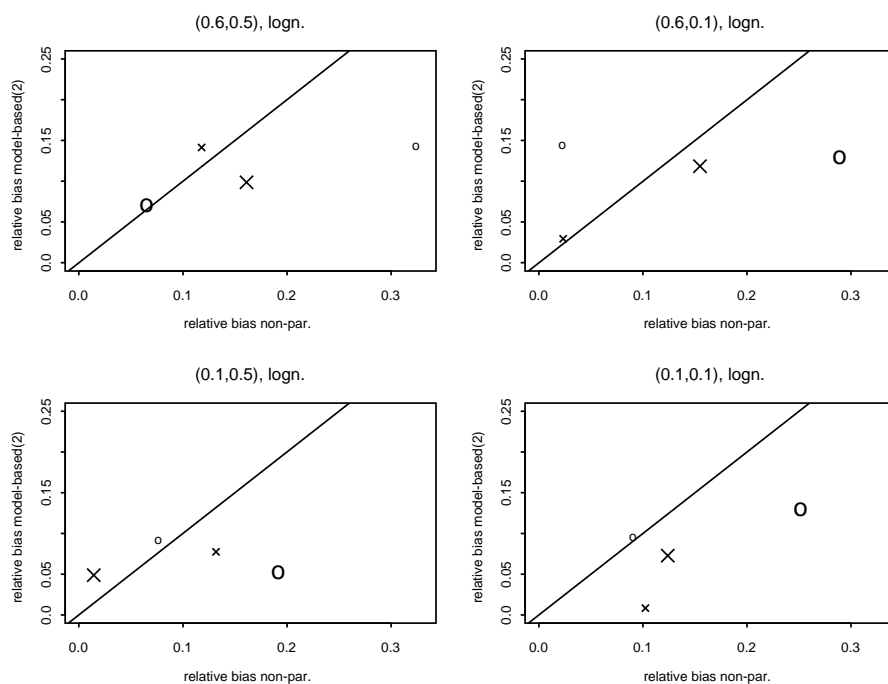 (0.6,0.5), logn.
relative bias model-based(2)
0.25
0.15
0.05
0.0
0.0 0.1 0.2 0.3
relative bias non-par.
(0.6,0.1), logn.
relative bias model-based(2)
0.25
0.15
0.05
0.0
0.0 0.1 0.2 0.3
relative bias non-par.
(0.1,0.5), logn.
relative bias model-based(2)
0.25
0.15
0.05
0.0
0.0 0.1 0.2 0.3
relative bias non-par.
(0.1,0.1), logn.
relative bias model-based(2)
0.25
0.15
0.05
0.0
0.0 0.1 0.2 0.3
relative bias non-par.